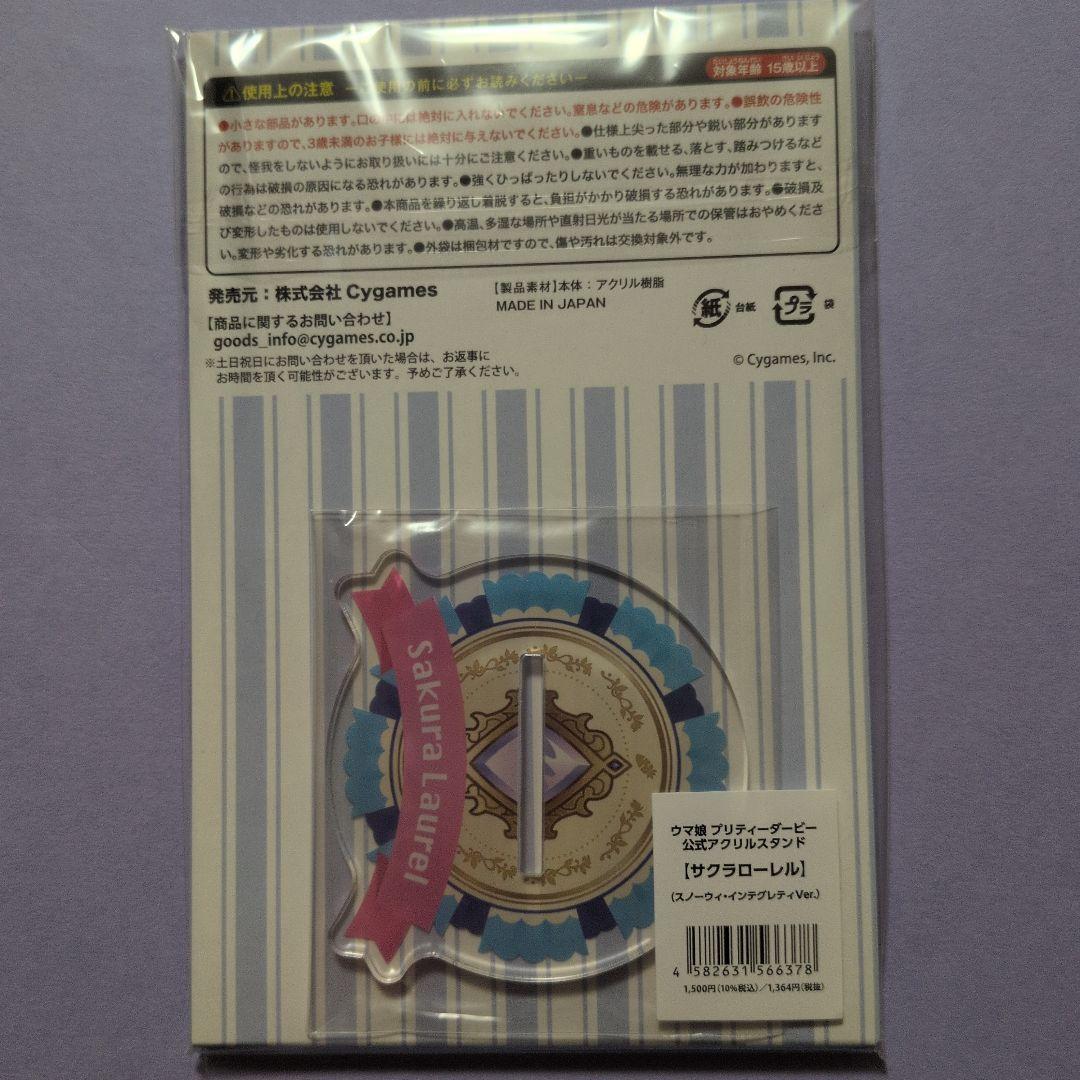 使用上の注意 ーご使用の前に必ずお読みくださいー
対象年齢 15歳以上
●小さな部品があります。口の中には絶対に入れないでください。窒息などの危険があります。●誤飲の危険性
がありますので、3歳未満のお子様には絶対に与えないでください。●仕様上尖った部分や鋭い部分があります
ので、怪我をしないようにお取り扱いには十分にご注意ください。●重いものを載せる、落とす、踏みつけるなど
の行為は破損の原因になる恐れがあります。●強くひっぱったりしないでください。無理な力が加わりますと、
破損などの恐れがあります。●本商品を繰り返し着脱すると、負担がかかり破損する恐れがあります。●破損及
び変形したものは使用しないでください。●高温、多湿な場所や直射日光が当たる場所での保管はおやめくださ
い。変形や劣化する恐れがあります。●外袋は梱包材ですので、傷や汚れは交換対象外です。
発売元：株式会社 Cygames
【製品素材】本体：アクリル樹脂
MADE IN JAPAN
紙 台紙
プラ 袋
【商品に関するお問い合わせ】
goods_info@cygames.co.jp
※土日祝日にお問い合わせを頂いた場合は、お返事に
お時間を頂く可能性がございます。予めご了承ください。
© Cygames, Inc.
Sakura Laurel
ウマ娘 プリティーダービー
公式アクリルスタンド
【サクラローレル】
（スノーウィ・インテグレティVer.）
4 582631 566378
1,500円（10%税込）／1,364円（税抜）